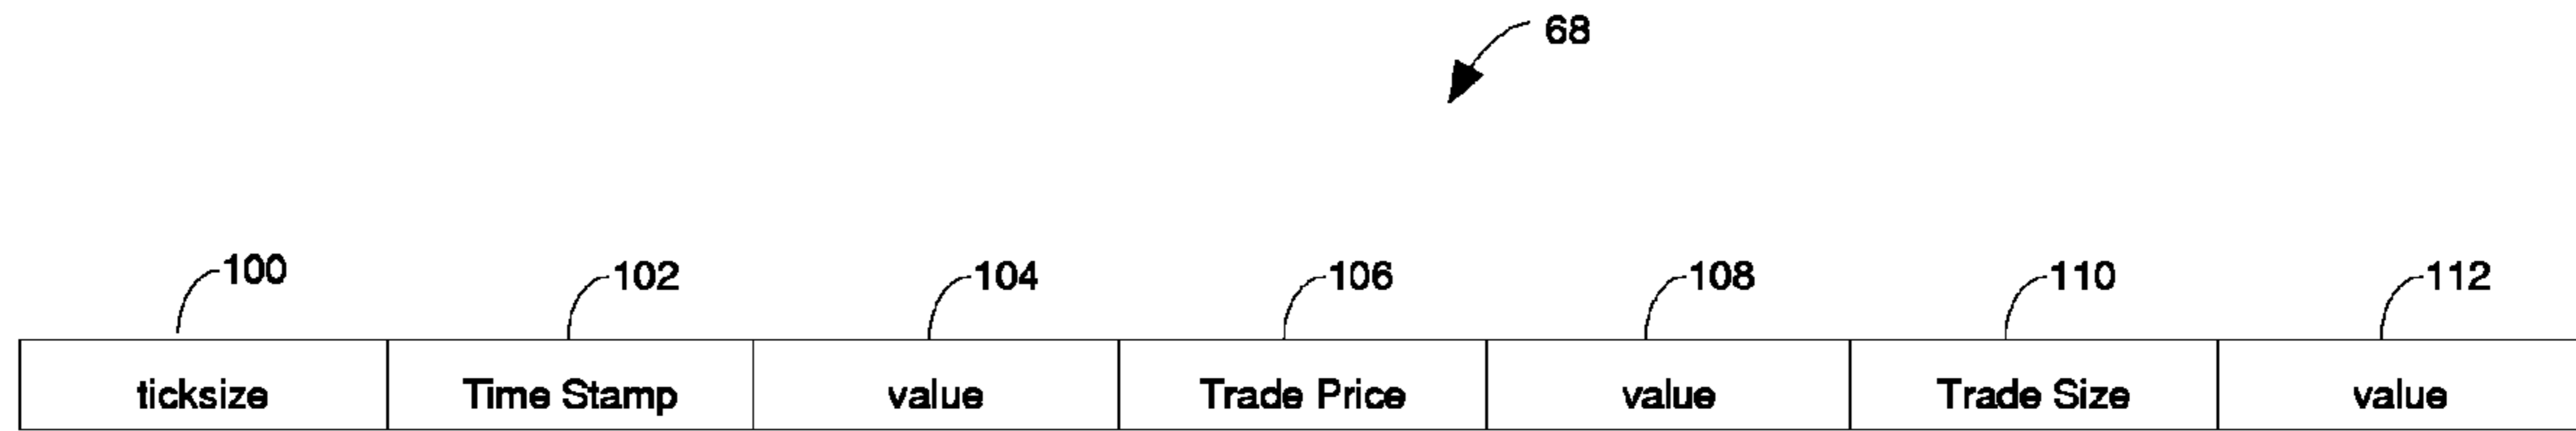 68
100 102 104 106 108 110 112
ticksize Time Stamp value Trade Price value Trade Size value